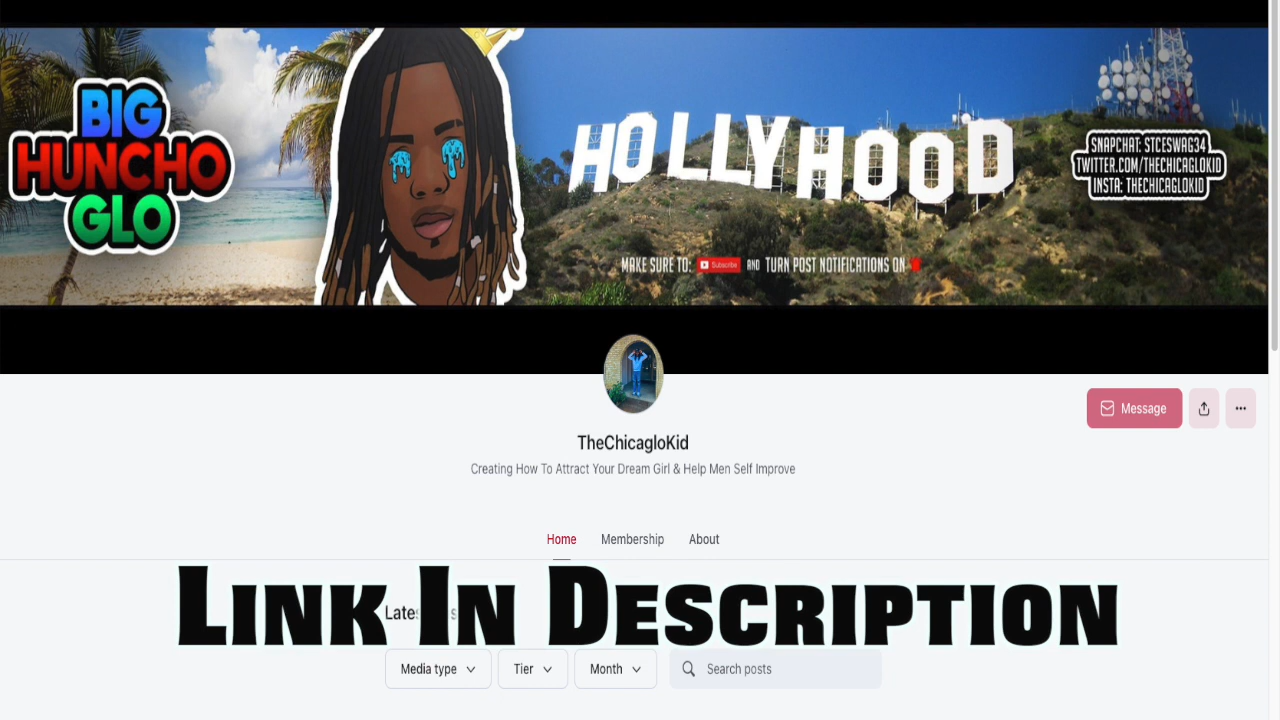 BIG
HUNCHO
GLO
HOLLYHOOD
SNAPCHAT: STCESWAG34
TWITTER.COM/THECHICAGLOKID
INSTA: THECHICAGLOKID
MAKE SURE TO: Subscribe AND TURN POST NOTIFICATIONS ON
Message
TheChicagloKid
Creating How To Attract Your Dream Girl & Help Men Self Improve
Home Membership About
LINK IN DESCRIPTION
Media type Tier Month Search posts